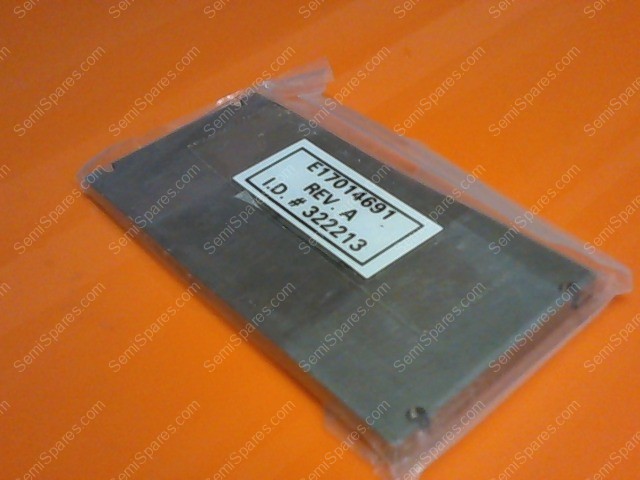 E17014691
REV. A
I.D. # 322213
SemiSpares.com